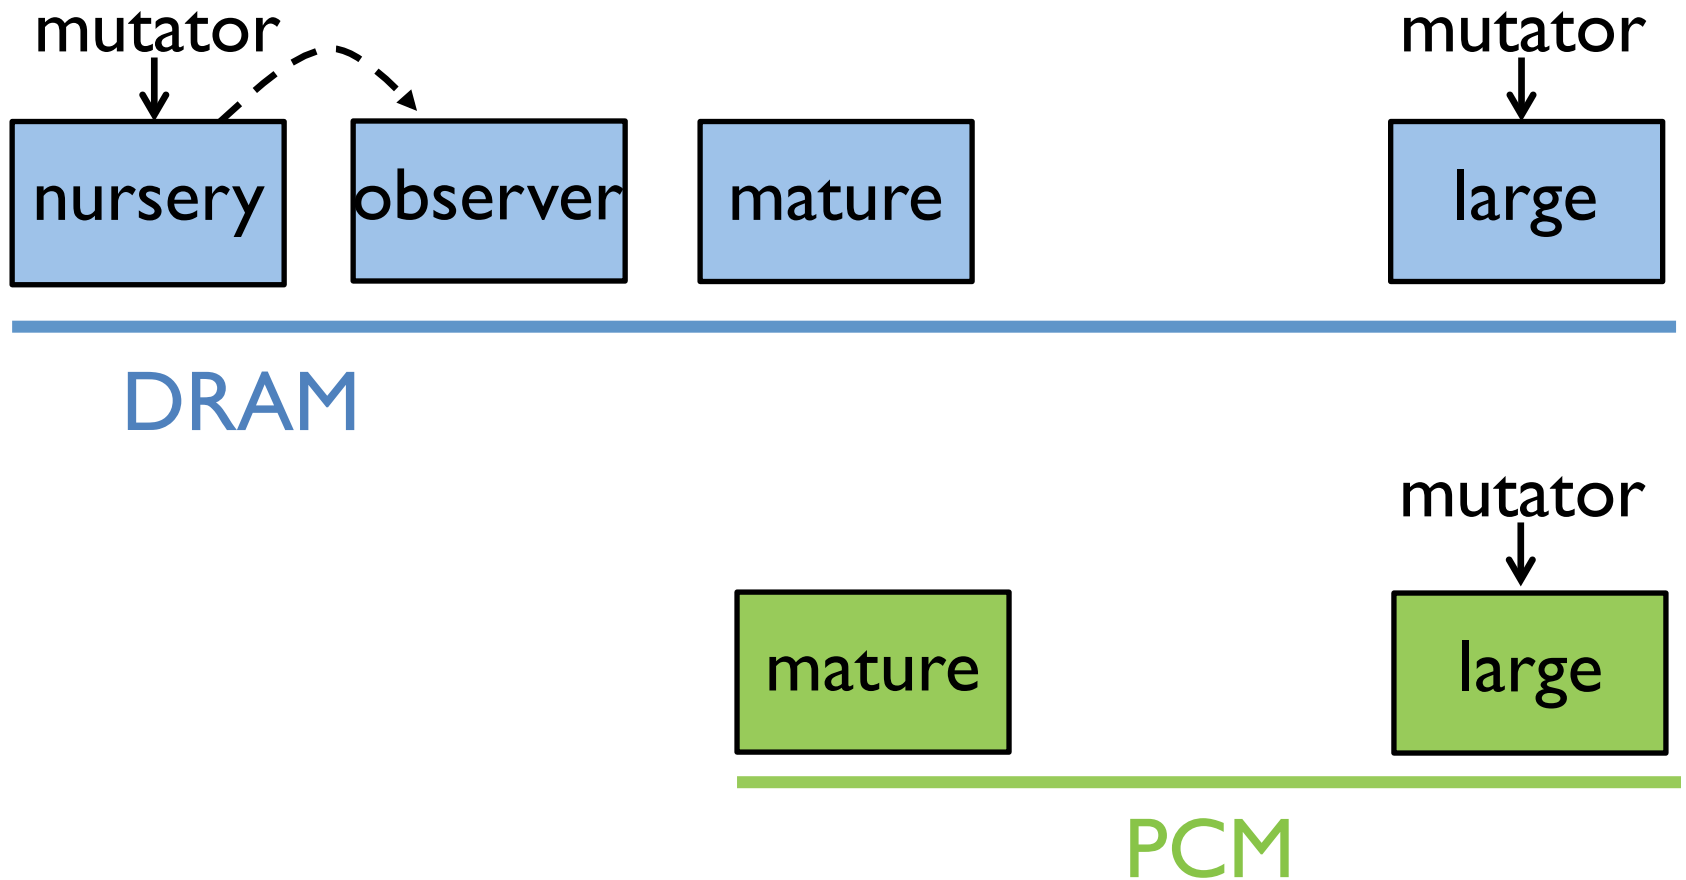 mutator mutator
nursery observer mature large
DRAM
mutator
mature large
PCM